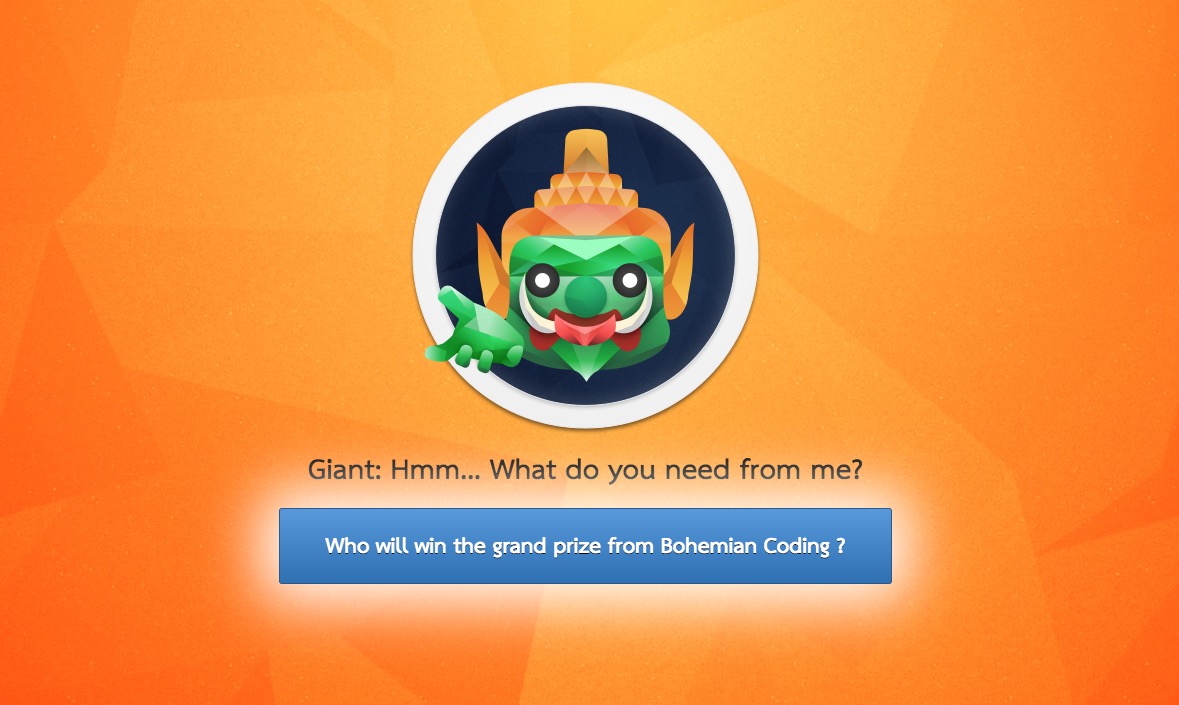 Giant: Hmm... What do you need from me?
Who will win the grand prize from Bohemian Coding ?